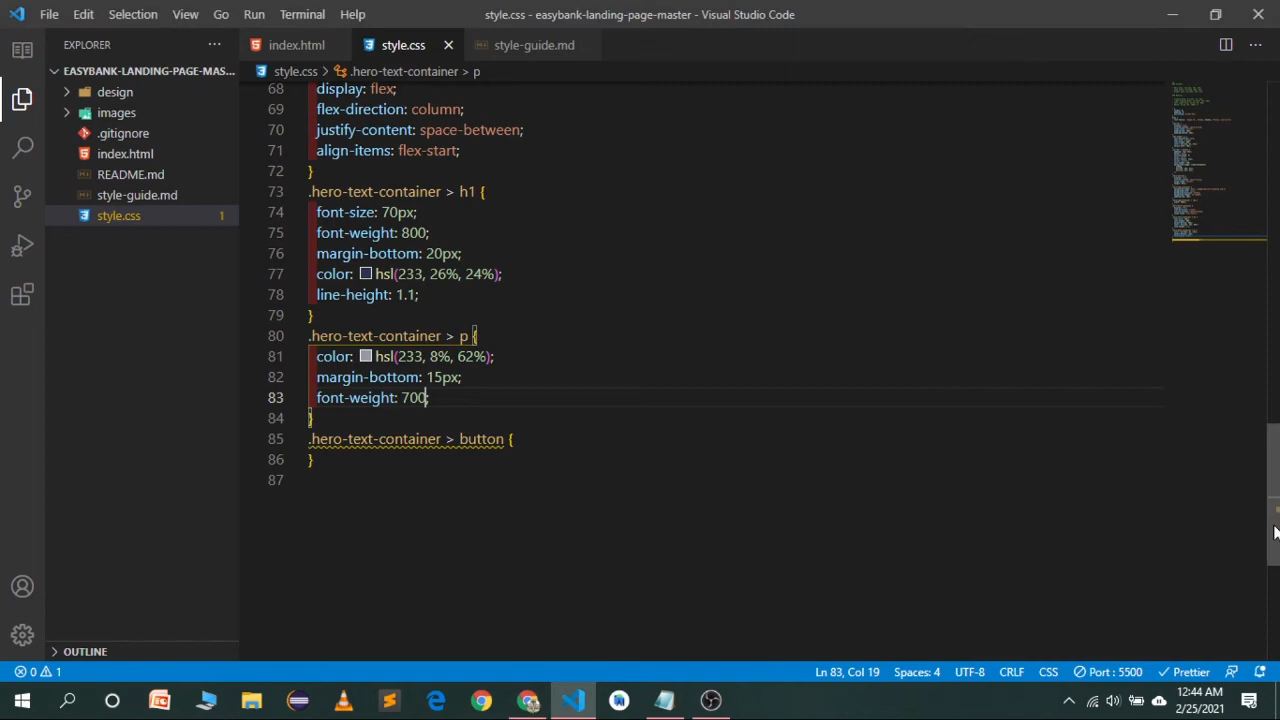 File Edit Selection View Go Run Terminal Help
style.css - easybank-landing-page-master - Visual Studio Code
EXPLORER
index.html
style.css
style-guide.md
EASYBANK-LANDING-PAGE-MAS...
style.css > .hero-text-container > p
design
images
.gitignore
index.html
README.md
style-guide.md
style.css 1
68 display: flex;
69 flex-direction: column;
70 justify-content: space-between;
71 align-items: flex-start;
72 }
73 .hero-text-container > h1 {
74 font-size: 70px;
75 font-weight: 800;
76 margin-bottom: 20px;
77 color: hsl(233, 26%, 24%);
78 line-height: 1.1;
79 }
80 .hero-text-container > p {
81 color: hsl(233, 8%, 62%);
82 margin-bottom: 15px;
83 font-weight: 700;
84 }
85 .hero-text-container > button {
86 }
87
OUTLINE
0 1 Ln 83, Col 19 Spaces: 4 UTF-8 CRLF CSS Port : 5500 Prettier
12:44 AM
2/25/2021